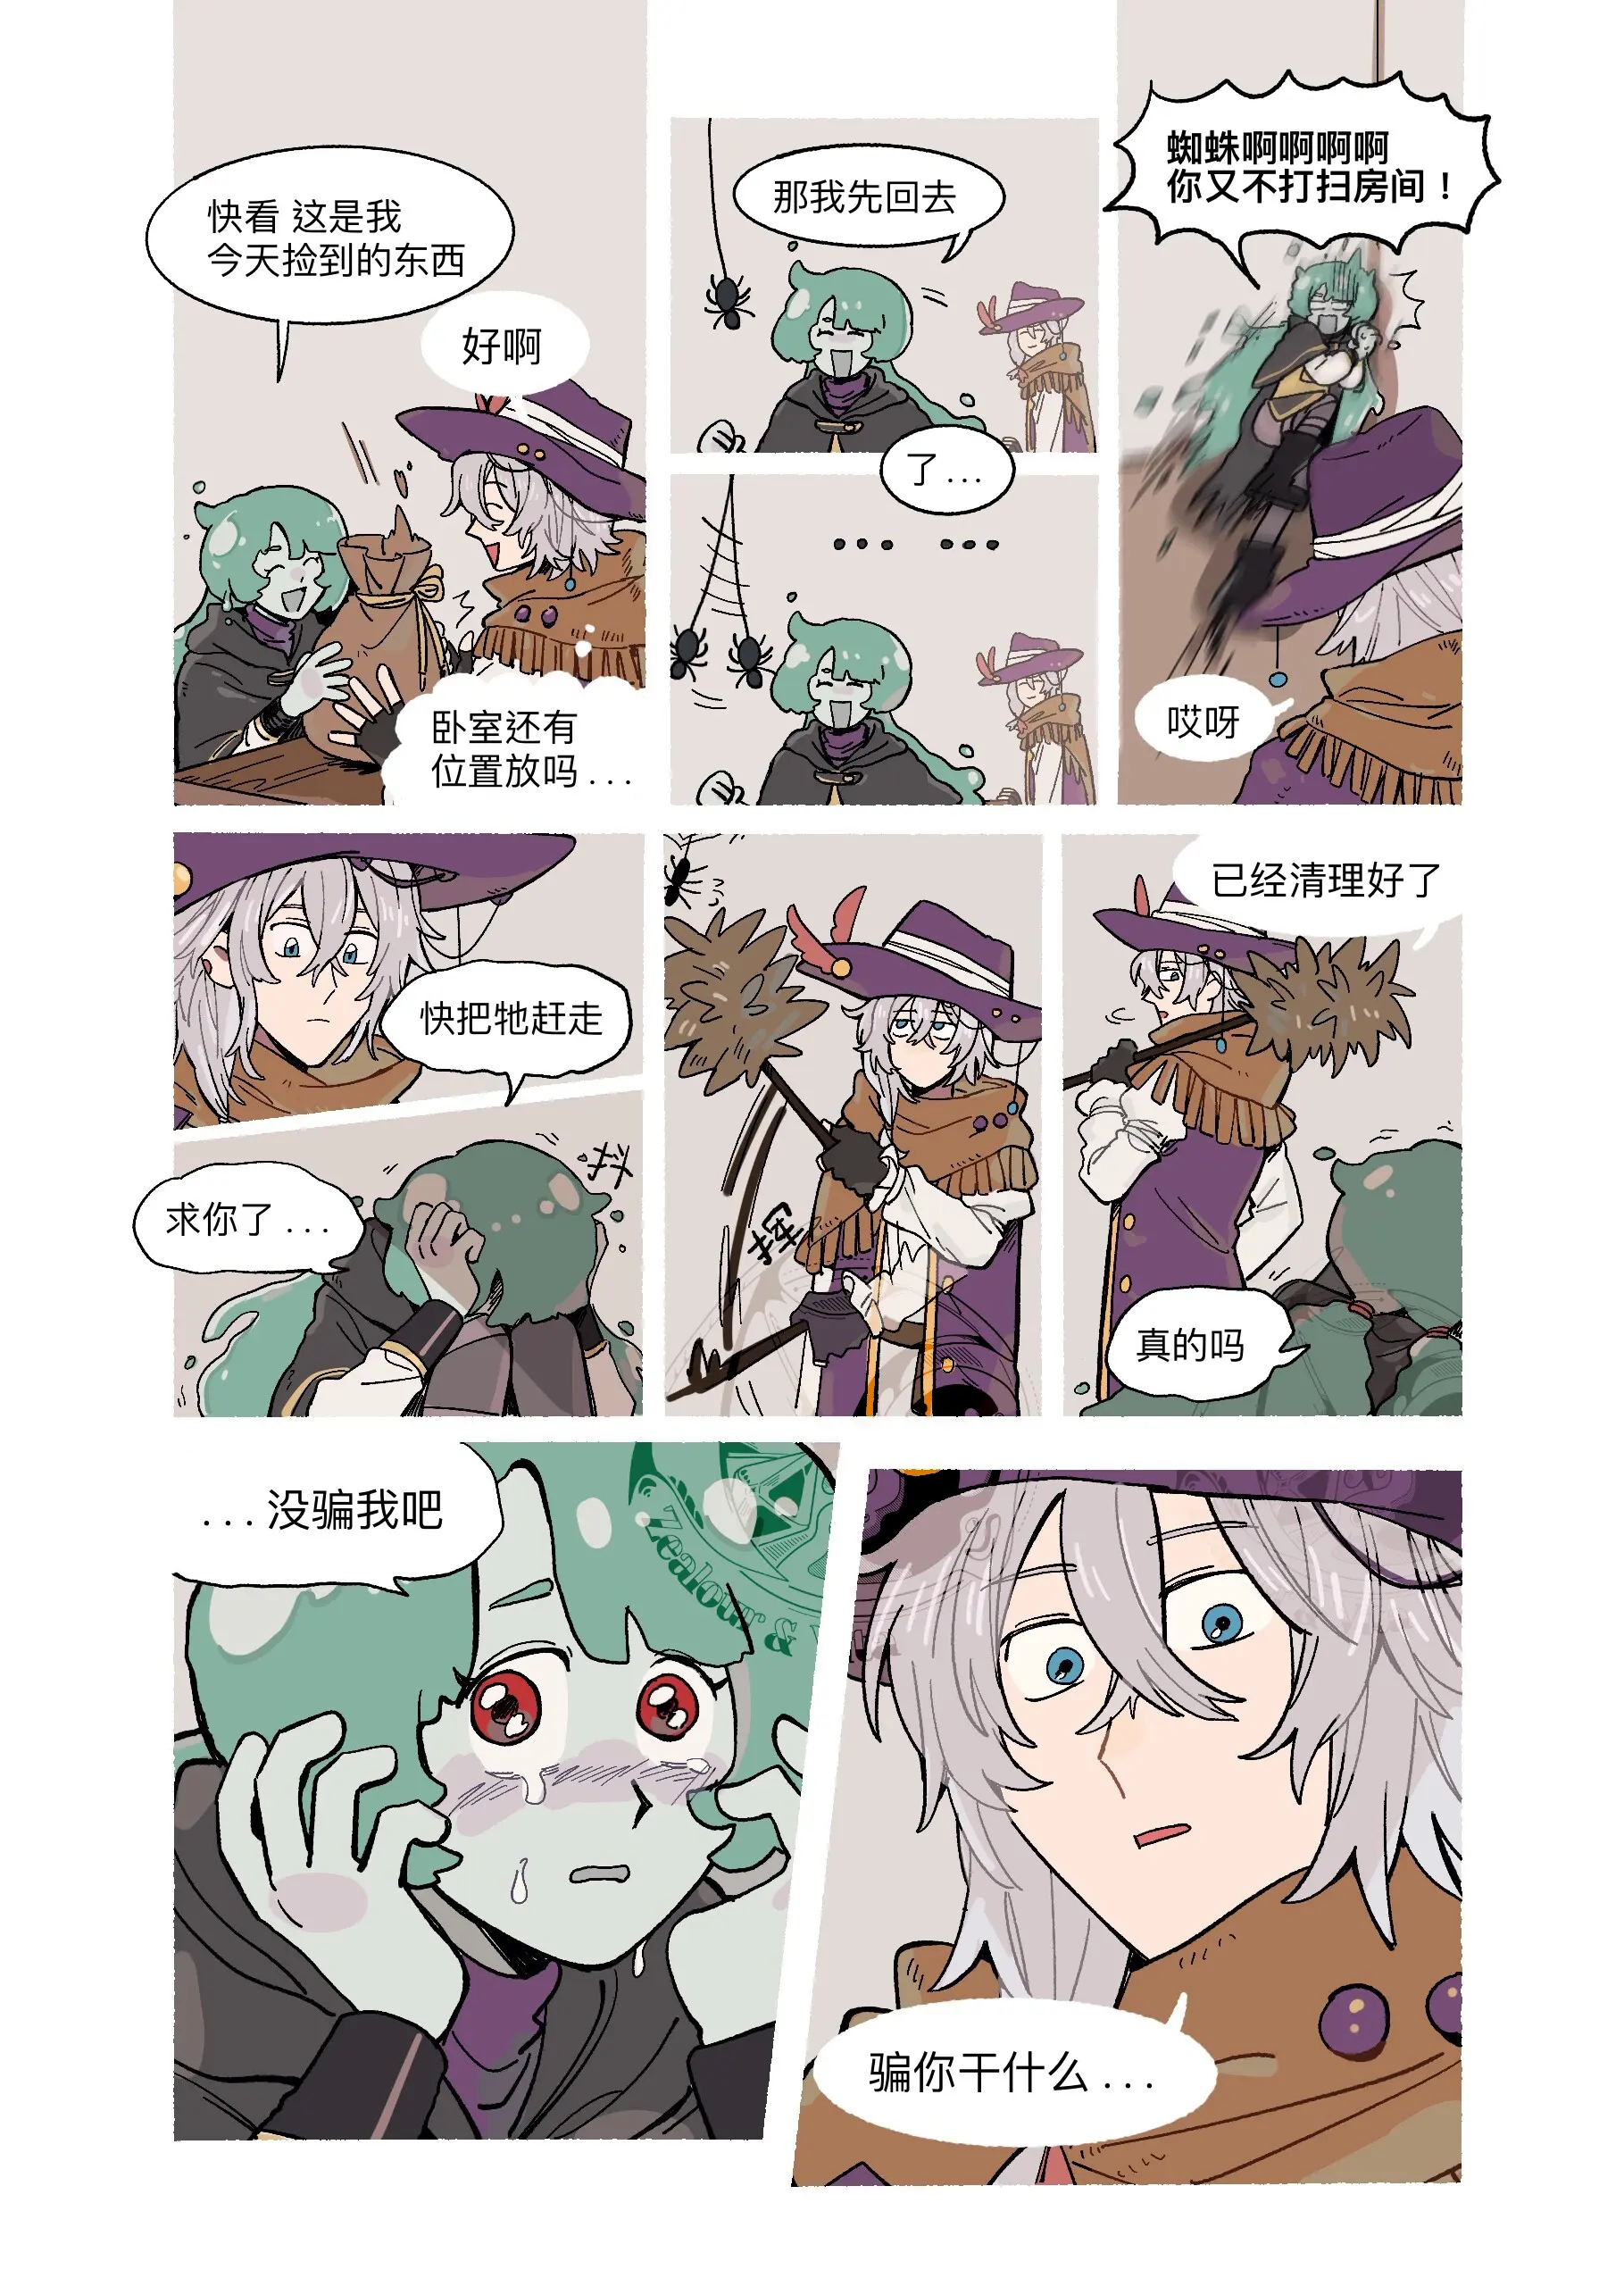 快看 这是我
今天捡到的东西
好啊
卧室还有
位置放吗...
那我先回去
了...
... ...
蜘蛛啊啊啊啊
你又不打扫房间！
哎呀
快把牠赶走
求你了...
抖
挥
已经清理好了
真的吗
...没骗我吧
Zealour &
骗你干什么...